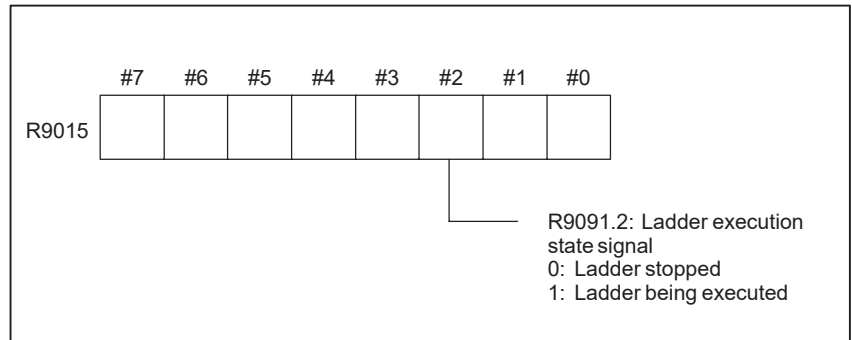 #7 #6 #5 #4 #3 #2 #1 #0
R9015
R9091.2: Ladder execution
state signal
0: Ladder stopped
1: Ladder being executed